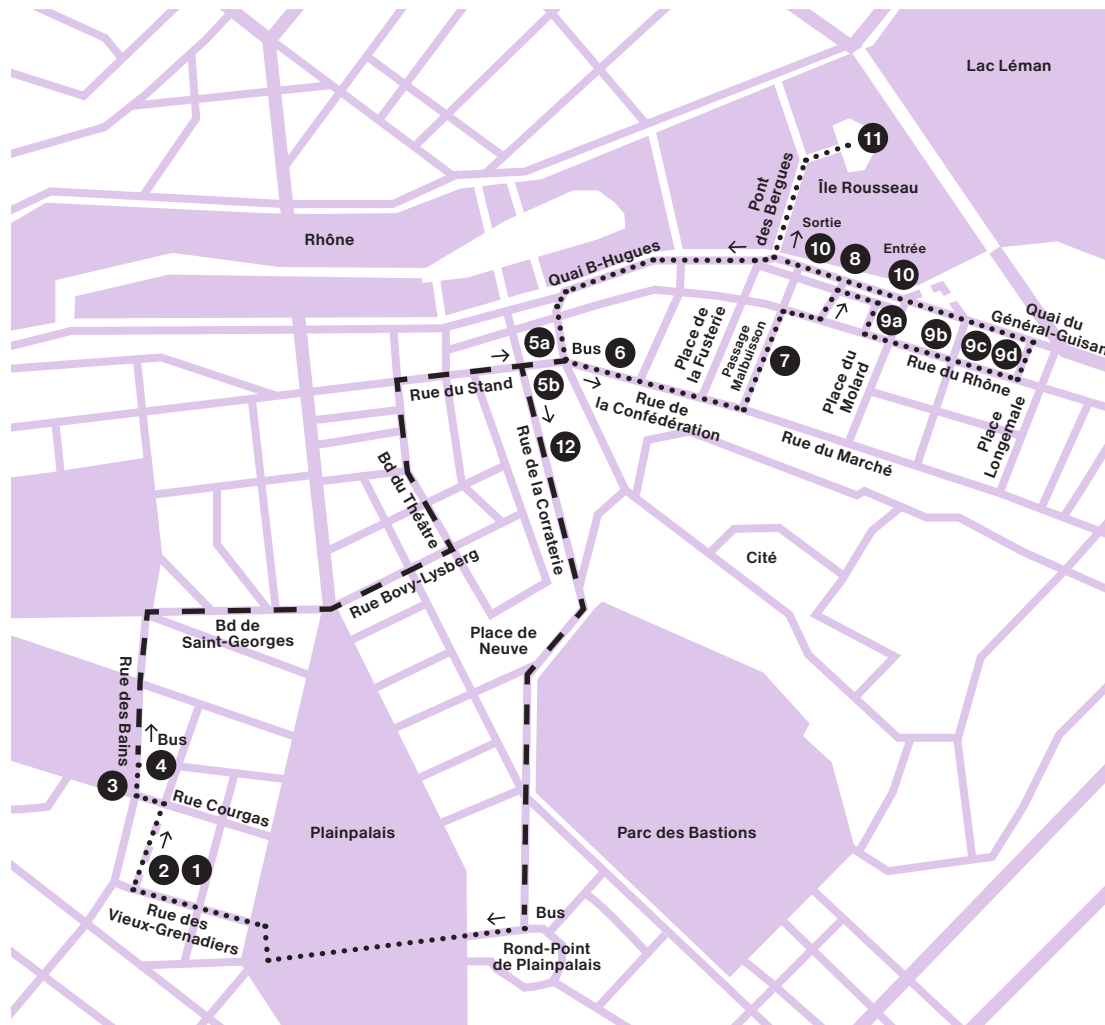 Lac Léman
11
Pont
des Bergues
Île Rousseau
Sortie
10
8
Entrée
10
Rhône
Quai B-Hugues
Quai du
Général-Guisan
9a
9b
9c
9d
5a
Bus
6
Place de
la Fusterie
Passage
Malbuisson
7
Place du
Molard
Rue du Rhône
Place
Longemale
Rue du Stand
5b
Rue de
la Confédération
Rue du Marché
12
Rue de la Corraterie
Bd du Théâtre
Cité
Rue Bovy-Lysberg
Bd de
Saint-Georges
Place de
Neuve
Rue des Bains
Bus
4
3
Rue Courgas
Plainpalais
Parc des Bastions
2
1
Rue des
Vieux-Grenadiers
Bus
Rond-Point
de Plainpalais